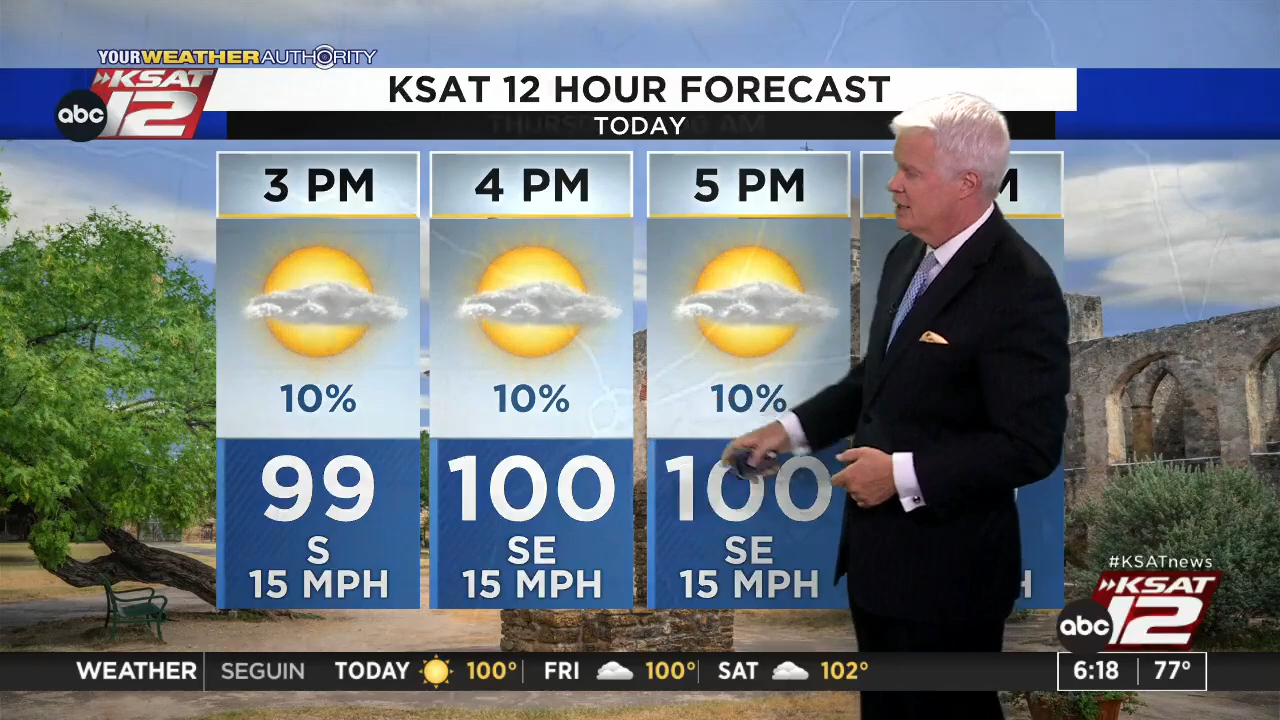 YOURWEATHERAUTHORITY
KSAT
12
abc
KSAT 12 HOUR FORECAST
TODAY
3 PM
4 PM
5 PM
M
10%
10%
10%
99
100
100
S
SE
SE
15 MPH
15 MPH
15 MPH
H
#KSATnews
KSAT
12
abc
WEATHER SEGUIN TODAY 100° FRI 100° SAT 102°
6:18 77°